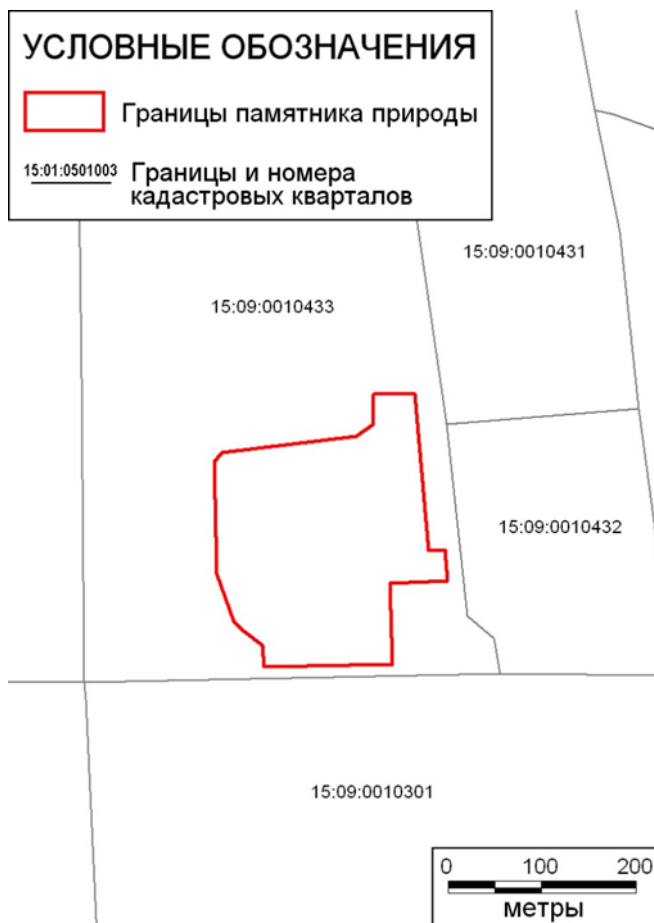 УСЛОВНЫЕ ОБОЗНАЧЕНИЯ
Границы памятника природы
15:01:0501003 Границы и номера
кадастровых кварталов
15:09:0010431
15:09:0010433
15:09:0010432
15:09:0010301
0 100 200
метры